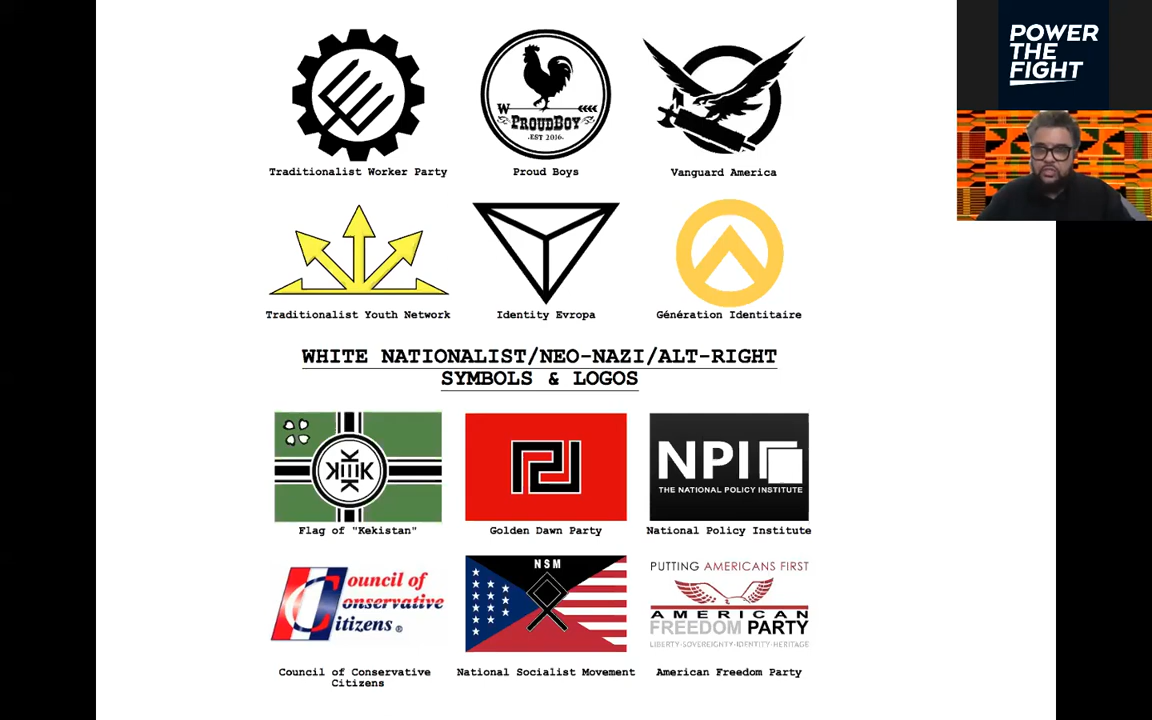 POWER
THE
FIGHT
W
PROUDBOY
·EST 2016·
Traditionalist Worker Party
Proud Boys
Vanguard America
Traditionalist Youth Network
Identity Evropa
Génération Identitaire
WHITE NATIONALIST/NEO-NAZI/ALT-RIGHT
SYMBOLS & LOGOS
NPI
THE NATIONAL POLICY INSTITUTE
Flag of "Kekistan"
Golden Dawn Party
National Policy Institute
Council of
Conservative
Citizens®
NSM
PUTTING AMERICANS FIRST
AMERICAN
FREEDOM PARTY
LIBERTY·SOVEREIGNTY·IDENTITY·HERITAGE
Council of Conservative
Citizens
National Socialist Movement
American Freedom Party